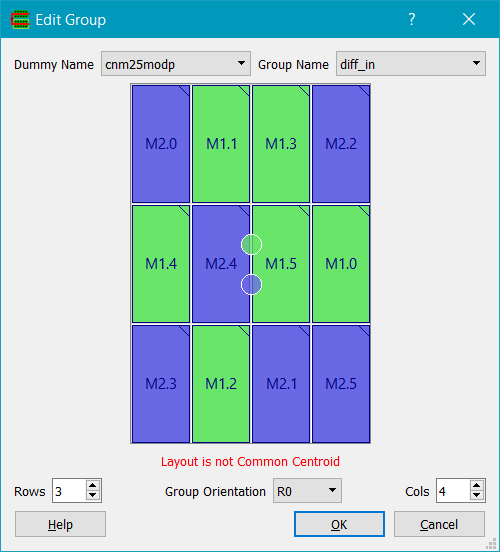 Edit Group
?
Dummy Name cnm25modp Group Name diff_in
M2.0 M1.1 M1.3 M2.2
M1.4 M2.4 M1.5 M1.0
M2.3 M1.2 M2.1 M2.5
Layout is not Common Centroid
Rows 3 Group Orientation R0 Cols 4
Help OK Cancel